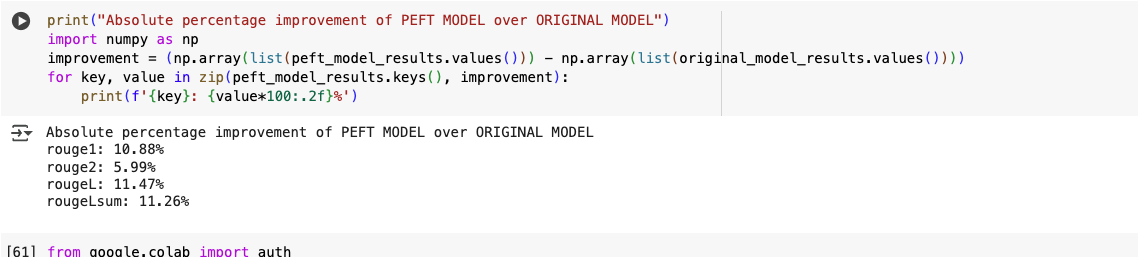 print("Absolute percentage improvement of PEFT MODEL over ORIGINAL MODEL")
import numpy as np
improvement = (np.array(list(peft_model_results.values())) - np.array(list(original_model_results.values())))
for key, value in zip(peft_model_results.keys(), improvement):
    print(f'{key}: {value*100:.2f}%')
Absolute percentage improvement of PEFT MODEL over ORIGINAL MODEL
rouge1: 10.88%
rouge2: 5.99%
rougeL: 11.47%
rougeLsum: 11.26%
[61] from google.colab import auth